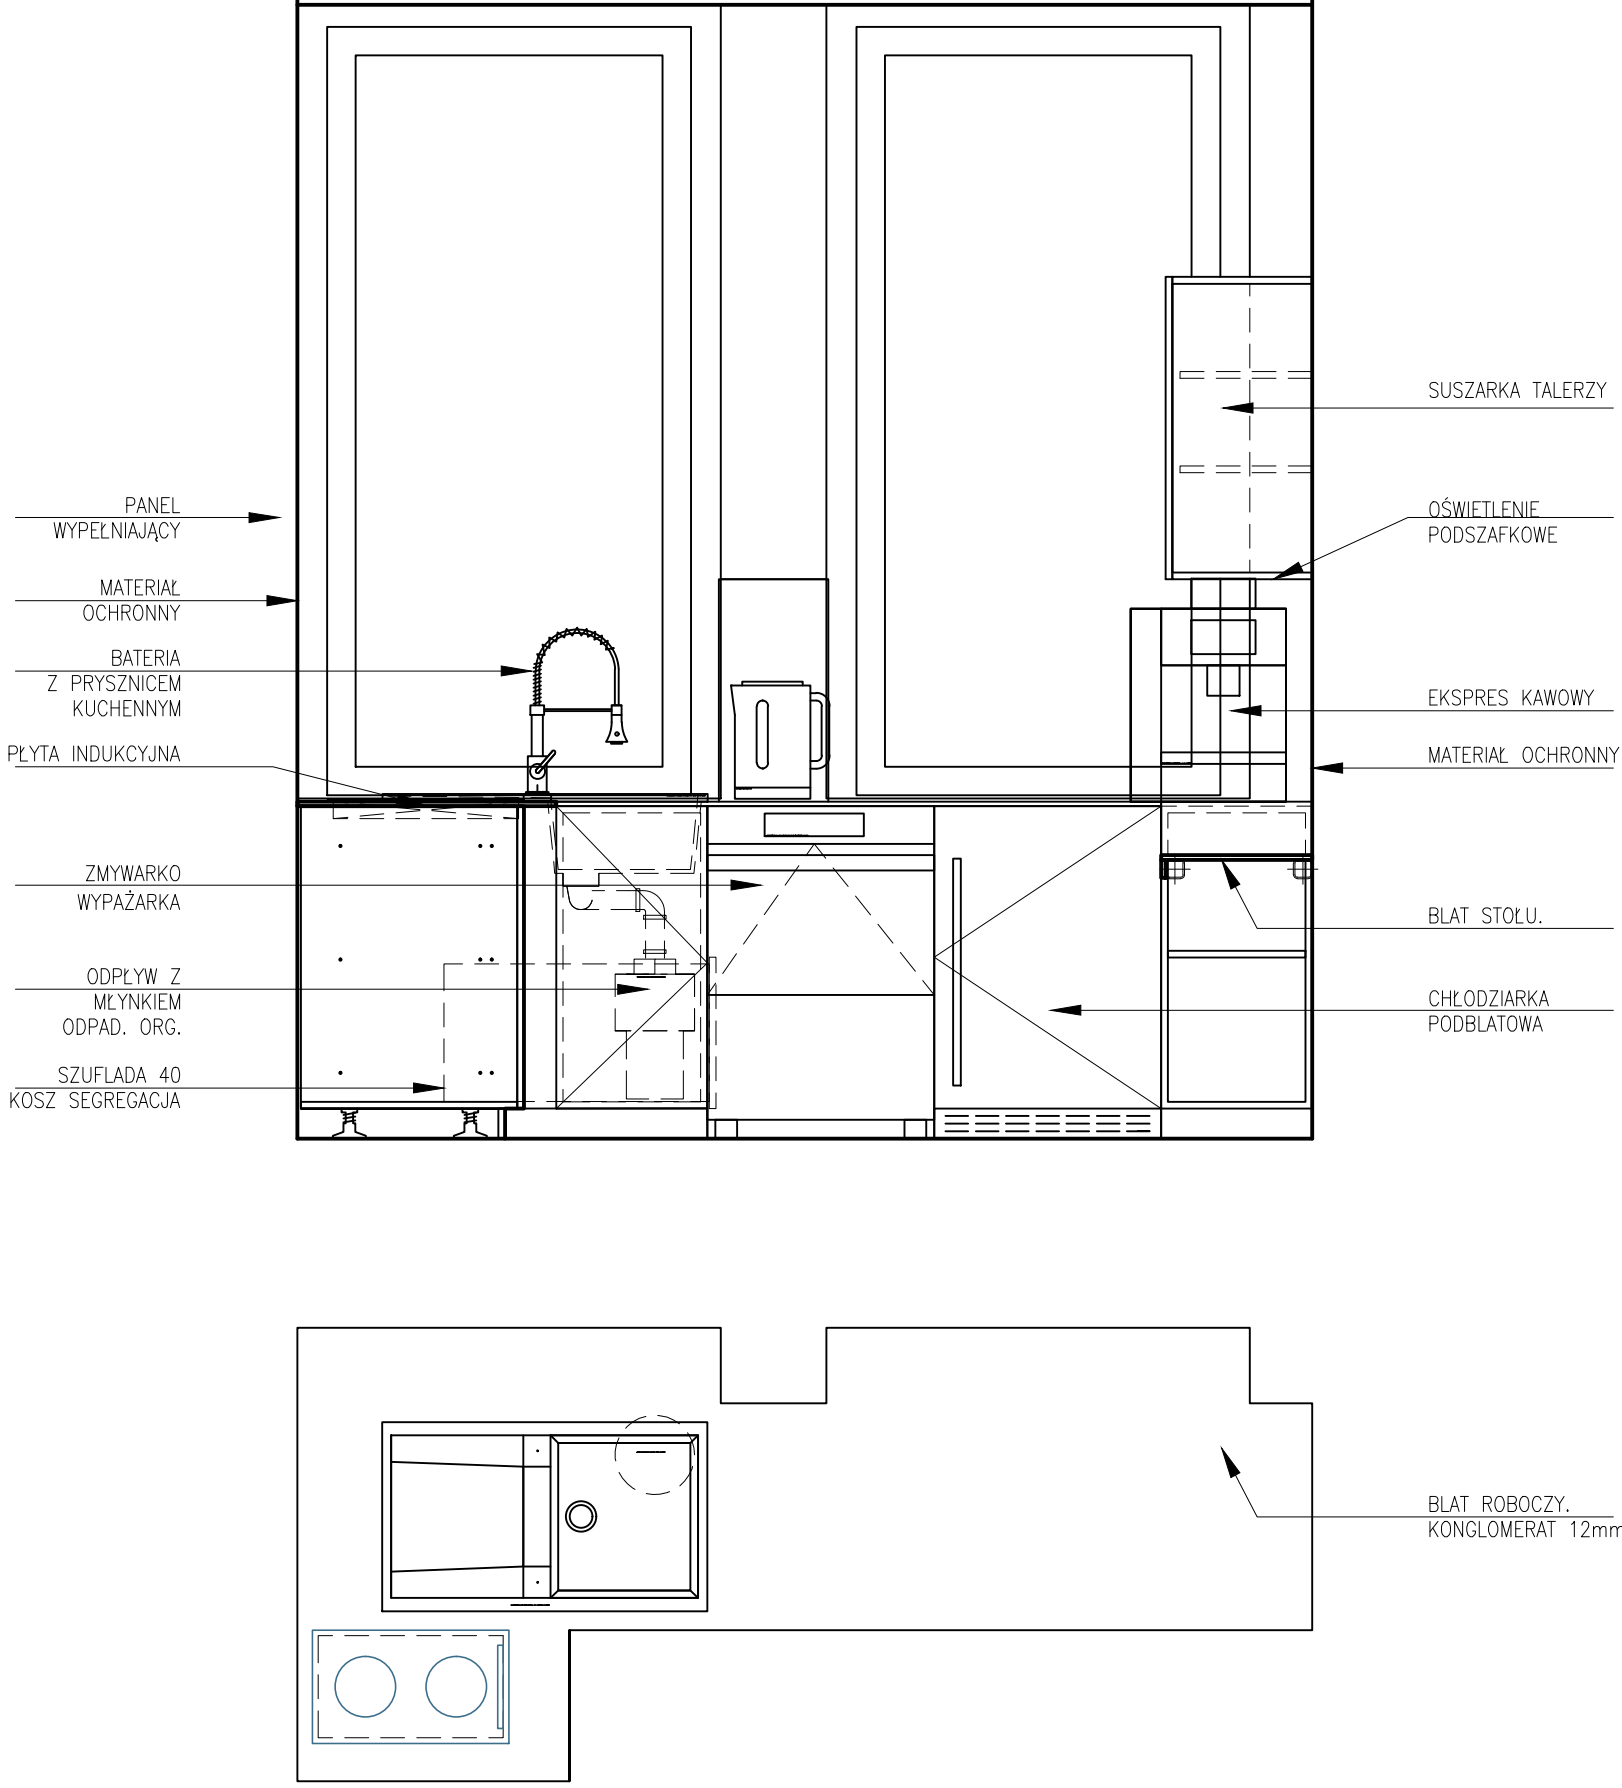 PANEL
WYPEŁNIAJĄCY
MATERIAŁ
OCHRONNY
BATERIA
Z PRYSZNICEM
KUCHENNYM
PŁYTA INDUKCYJNA
ZMYWARKO
WYPAŻARKA
ODPŁYW Z
MŁYNKIEM
ODPAD. ORG.
SZUFLADA 40
KOSZ SEGREGACJA
SUSZARKA TALERZY
OŚWIETLENIE
PODSZAFKOWE
EKSPRES KAWOWY
MATERIAŁ OCHRONNY
BLAT STOŁU.
CHŁODZIARKA
PODBLATOWA
BLAT ROBOCZY.
KONGLOMERAT 12mm